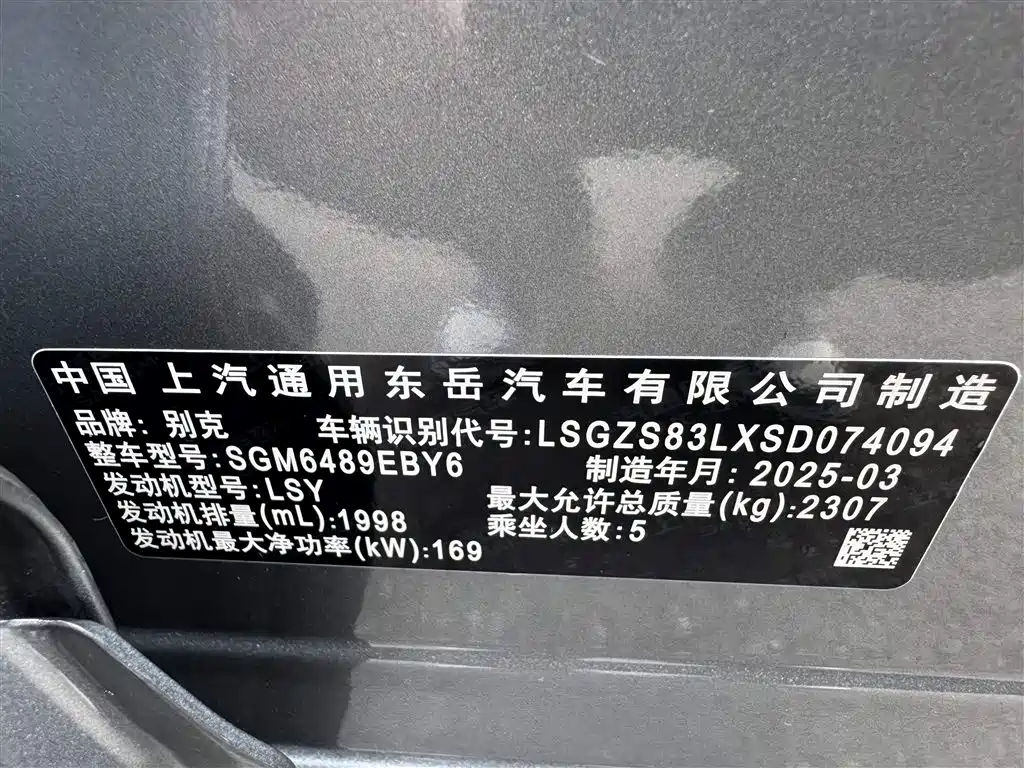 中国 上汽通用东岳汽车有限公司制造
品牌: 别克 车辆识别代号:LSGZS83LXSD074094
整车型号:SGM6489EBY6 制造年月: 2025-03
发动机型号:LSY 最大允许总质量(kg):2307
发动机排量(mL):1998 乘坐人数:5
发动机最大净功率(kW):169